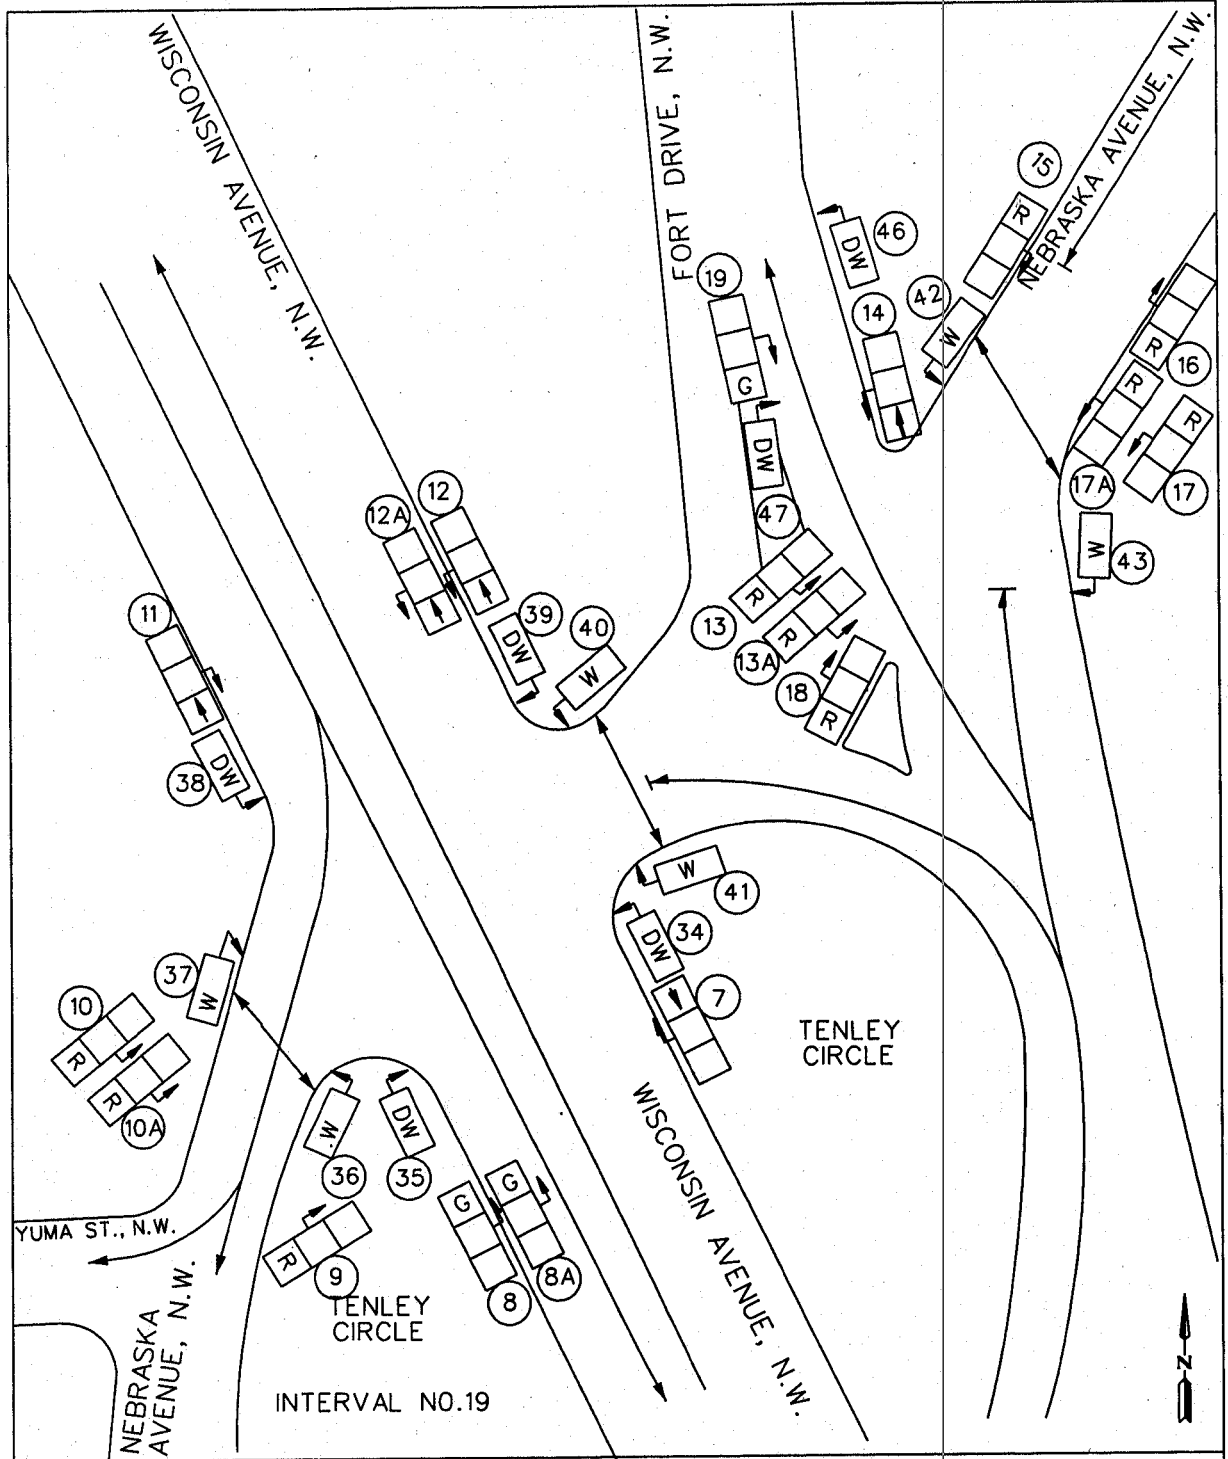 WISCONSIN AVENUE, N.W.
FORT DRIVE, N.W.
NEBRASKA AVENUE, N.W.
15
R
46
DW
42
W
19
G
14
16
R
R
R
17A
17
47
DW
12
12A
39
DW
40
W
43
W
13
R
13A
R
18
R
11
38
DW
41
W
34
DW
7
37
W
10
R
10A
R
TENLEY
CIRCLE
36
W
35
DW
9
R
8
G
8A
G
WISCONSIN AVENUE, N.W.
YUMA ST., N.W.
TENLEY
CIRCLE
NEBRASKA
AVENUE, N.W.
INTERVAL NO.19
N